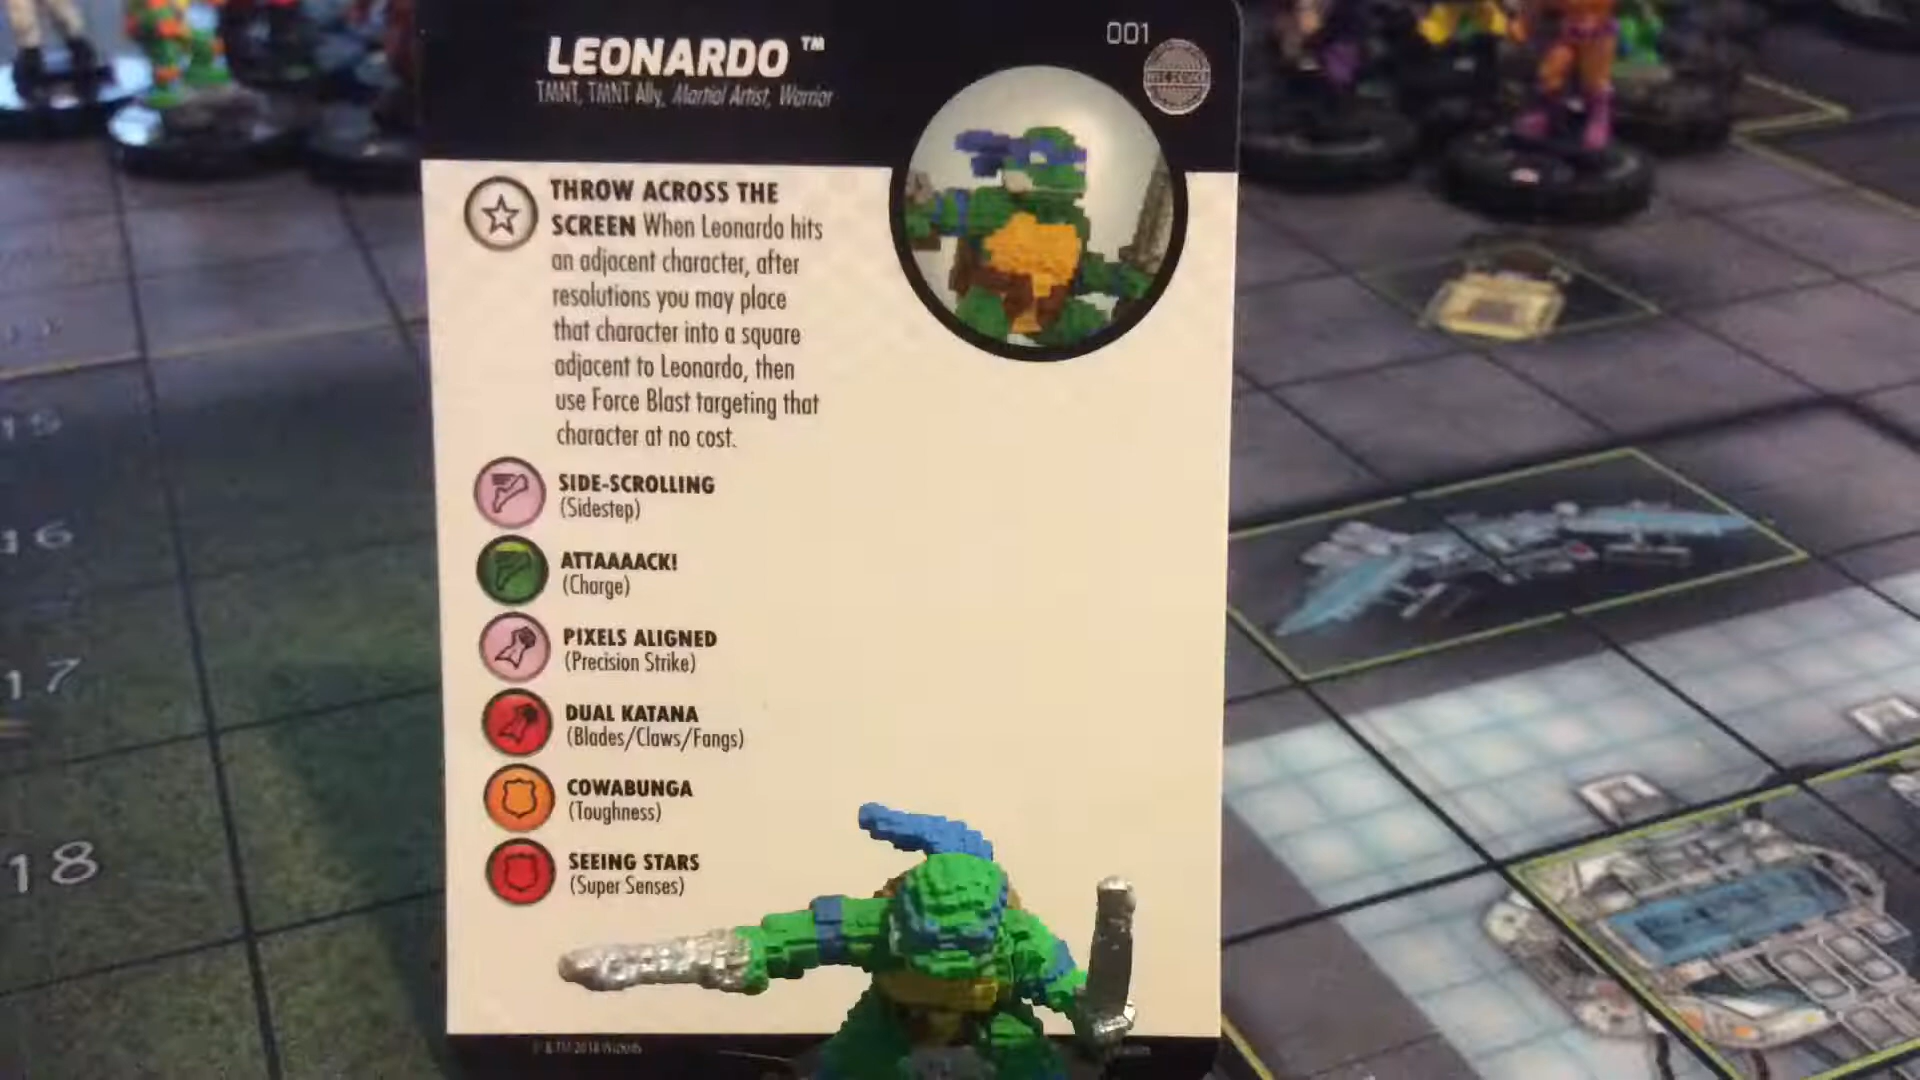 LEONARDO™
001
TMNT, TMNT Ally, Martial Artist, Warrior
THROW ACROSS THE
SCREEN When Leonardo hits
an adjacent character, after
resolutions you may place
that character into a square
adjacent to Leonardo, then
use Force Blast targeting that
character at no cost.
SIDE-SCROLLING
(Sidestep)
ATTAAAACK!
(Charge)
PIXELS ALIGNED
(Precision Strike)
DUAL KATANA
(Blades/Claws/Fangs)
COWABUNGA
(Toughness)
SEEING STARS
(Super Senses)
15
16
17
18